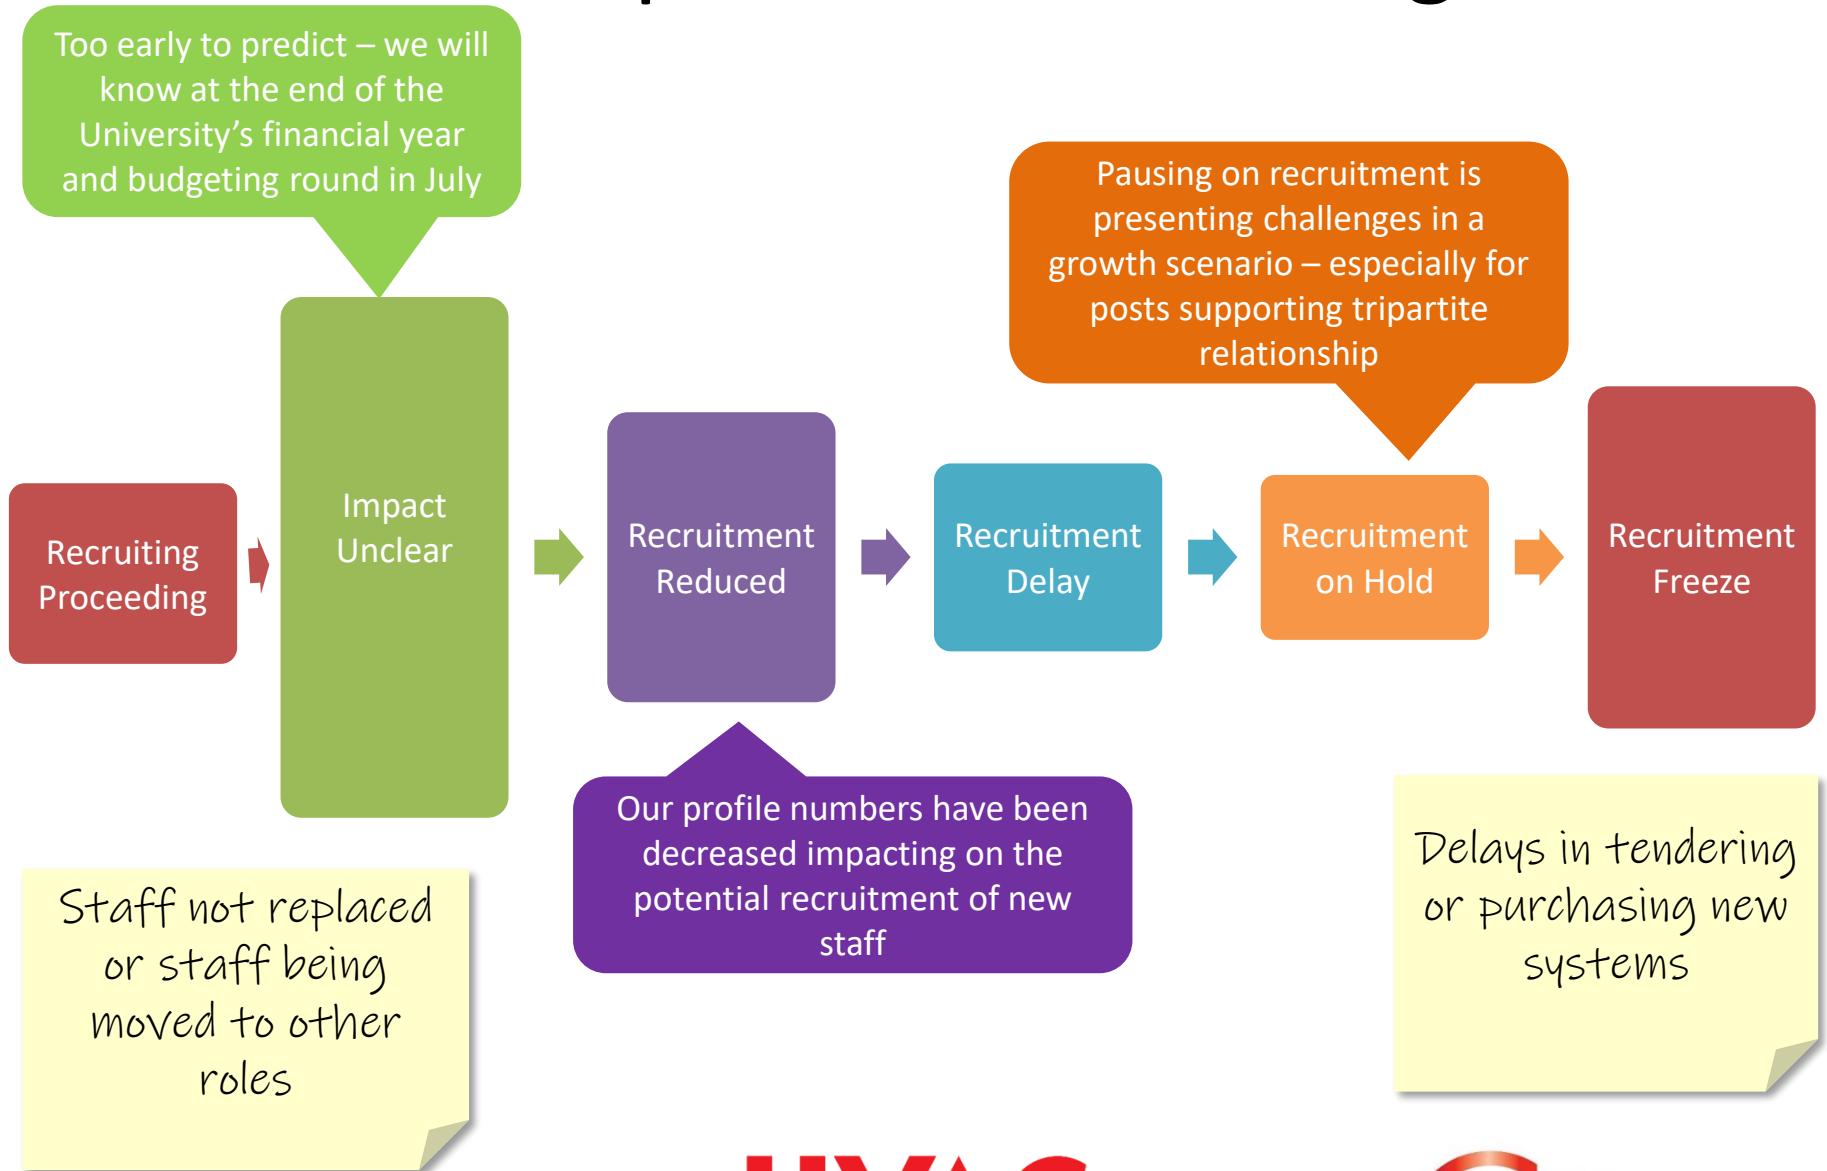 Too early to predict – we will
know at the end of the
University’s financial year
and budgeting round in July
Pausing on recruitment is
presenting challenges in a
growth scenario – especially for
posts supporting tripartite
relationship
Recruiting
Proceeding
Impact
Unclear
Recruitment
Reduced
Recruitment
Delay
Recruitment
on Hold
Recruitment
Freeze
Our profile numbers have been
decreased impacting on the
potential recruitment of new
staff
Staff not replaced
or staff being
moved to other
roles
Delays in tendering
or purchasing new
systems